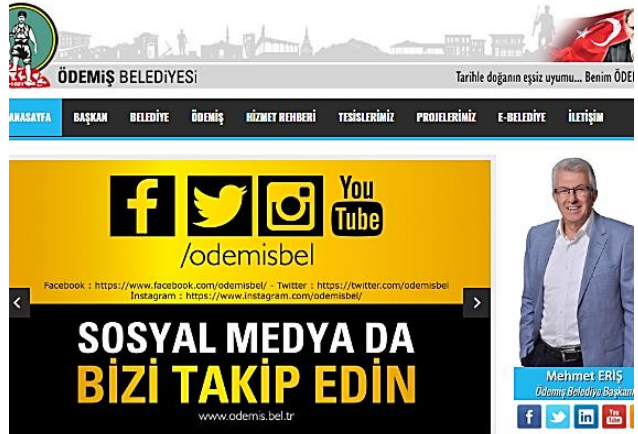 ÖDEMİŞ BELEDİYESİ
Tarihle doğanın eşsiz uyumu... Benim
ANASAYFA BAŞKAN BELEDİYE ÖDEMİŞ HİZMET REHBERİ TESİSLERİMİZ PROJELERİMİZ E-BELEDİYE İLETİŞİM
You
Tube
/odemisbel
Facebook : https://www.facebook.com/odemisbel/ - Twitter : https://twitter.com/odemisbel
Instagram : https://www.instagram.com/odemisbel/
SOSYAL MEDYA DA
BİZİ TAKİP EDİN
www.odemis.bel.tr
Mehmet ERİŞ
Ödemiş Belediye Başkanı
You
Tube